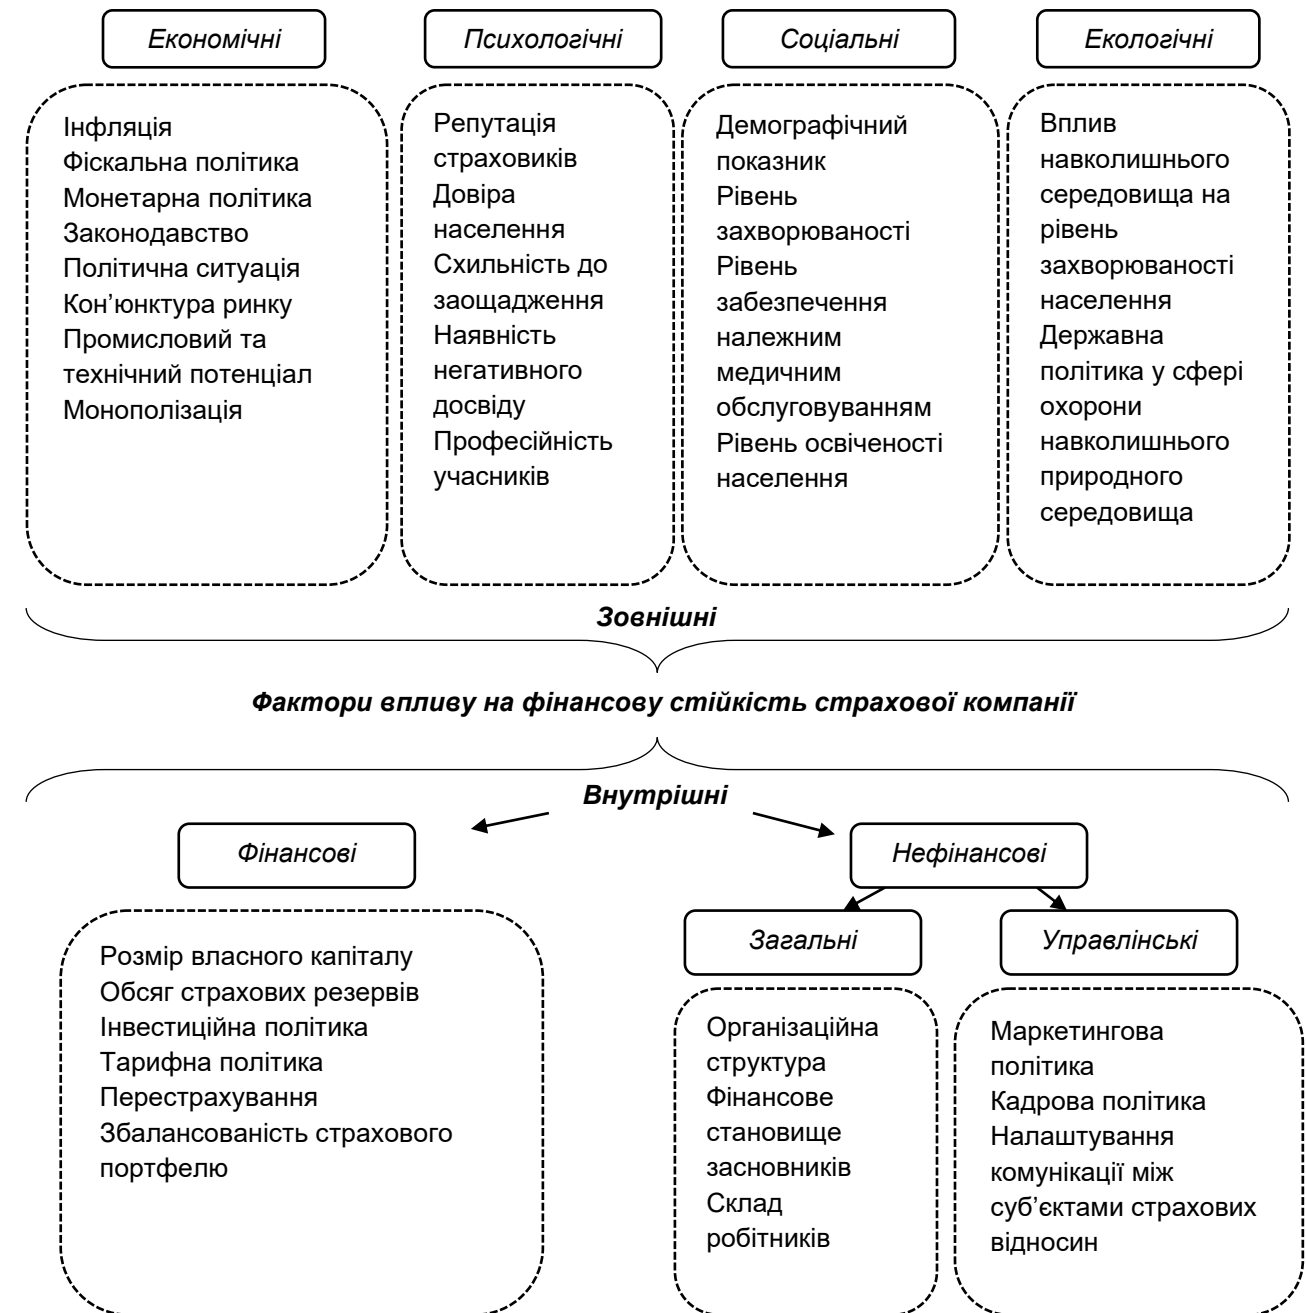 Економічні
Психологічні
Соціальні
Екологічні
Інфляція
Фіскальна політика
Монетарна політика
Законодавство
Політична ситуація
Кон’юнктура ринку
Промисловий та
технічний потенціал
Монополізація
Репутація
страховиків
Довіра
населення
Схильність до
заощадження
Наявність
негативного
досвіду
Професійність
учасників
Демографічний
показник
Рівень
захворюваності
Рівень
забезпечення
належним
медичним
обслуговуванням
Рівень освіченості
населення
Вплив
навколишнього
середовища на
рівень
захворюваності
населення
Державна
політика у сфері
охорони
навколишнього
природного
середовища
Зовнішні
Фактори впливу на фінансову стійкість страхової компанії
Внутрішні
Фінансові
Нефінансові
Розмір власного капіталу
Обсяг страхових резервів
Інвестиційна політика
Тарифна політика
Перестрахування
Збалансованість страхового
портфелю
Загальні
Управлінські
Організаційна
структура
Фінансове
становище
засновників
Склад
робітників
Маркетингова
політика
Кадрова політика
Налаштування
комунікації між
суб’єктами страхових
відносин